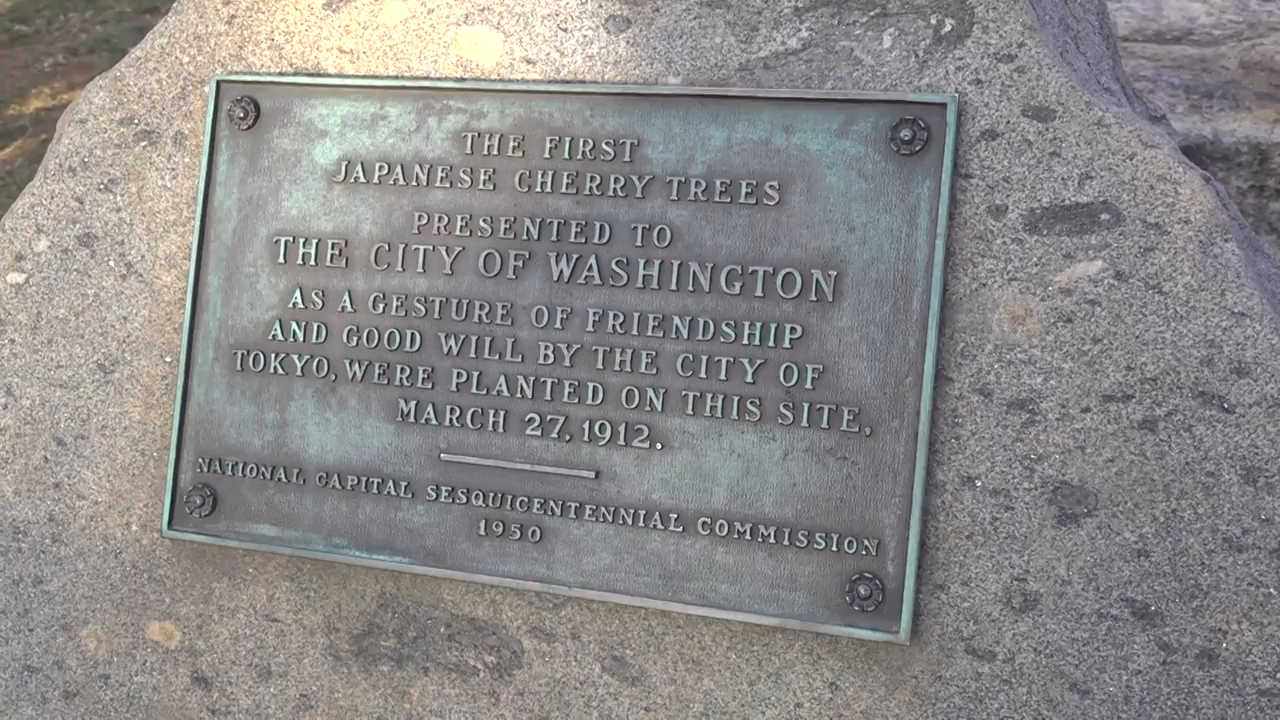 THE FIRST
JAPANESE CHERRY TREES
PRESENTED TO
THE CITY OF WASHINGTON
AS A GESTURE OF FRIENDSHIP
AND GOOD WILL BY THE CITY OF
TOKYO, WERE PLANTED ON THIS SITE,
MARCH 27, 1912.
NATIONAL CAPITAL SESQUICENTENNIAL COMMISSION
1950